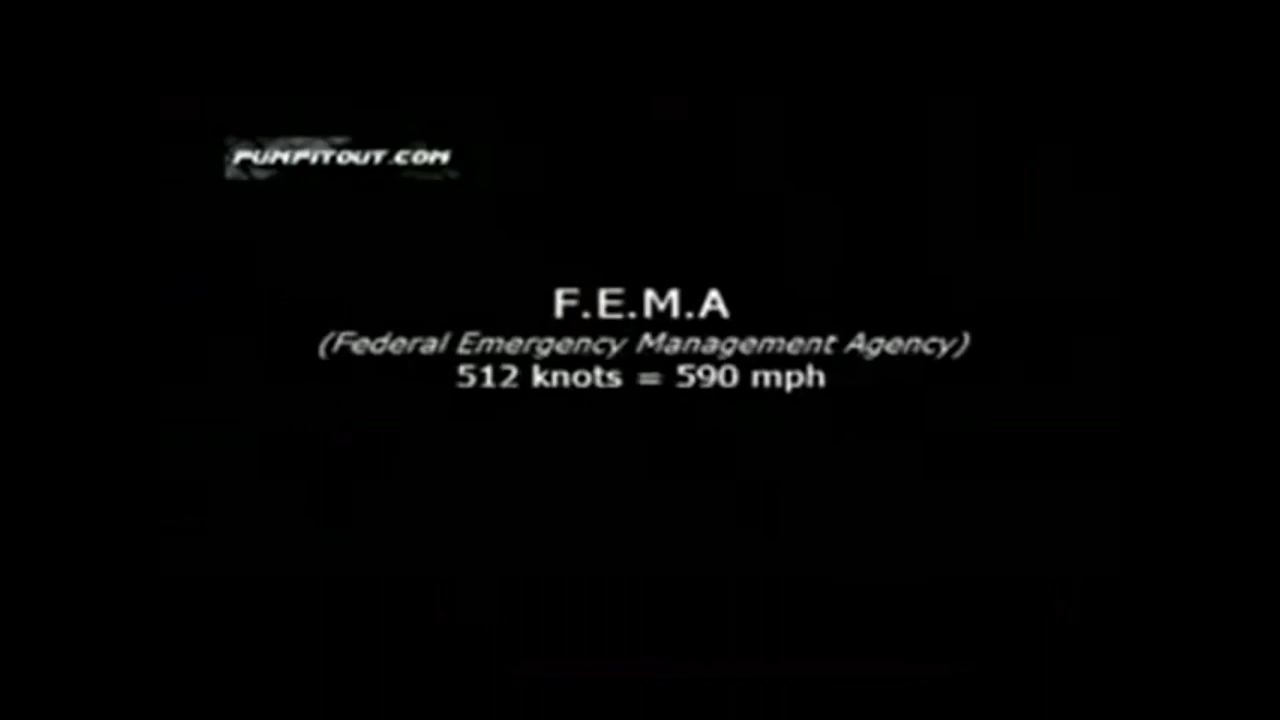 PUMPITOUT.COM
F.E.M.A
(Federal Emergency Management Agency)
512 knots = 590 mph